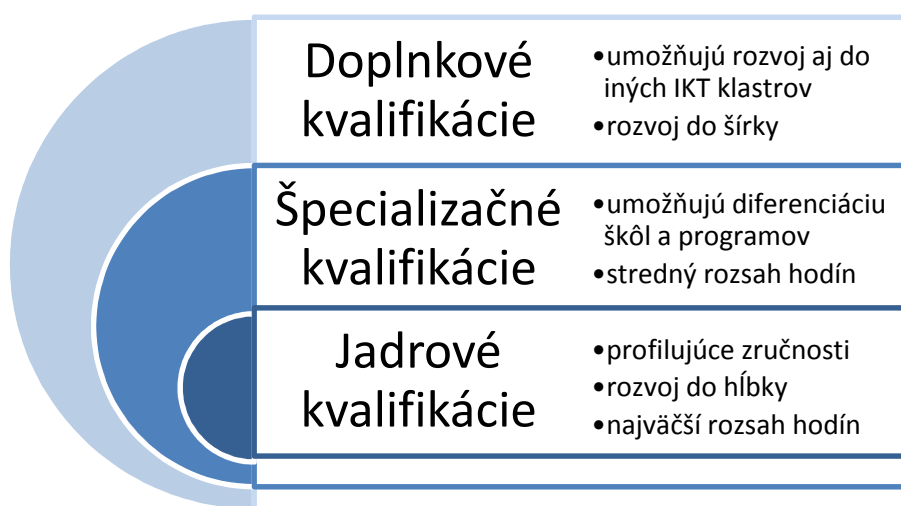 Doplnkové
kvalifikácie
•umožňujú rozvoj aj do
iných IKT klastrov
•rozvoj do šírky
Špecializačné
kvalifikácie
•umožňujú diferenciáciu
škôl a programov
•stredný rozsah hodín
Jadrové
kvalifikácie
•profilujúce zručnosti
•rozvoj do hĺbky
•najväčší rozsah hodín